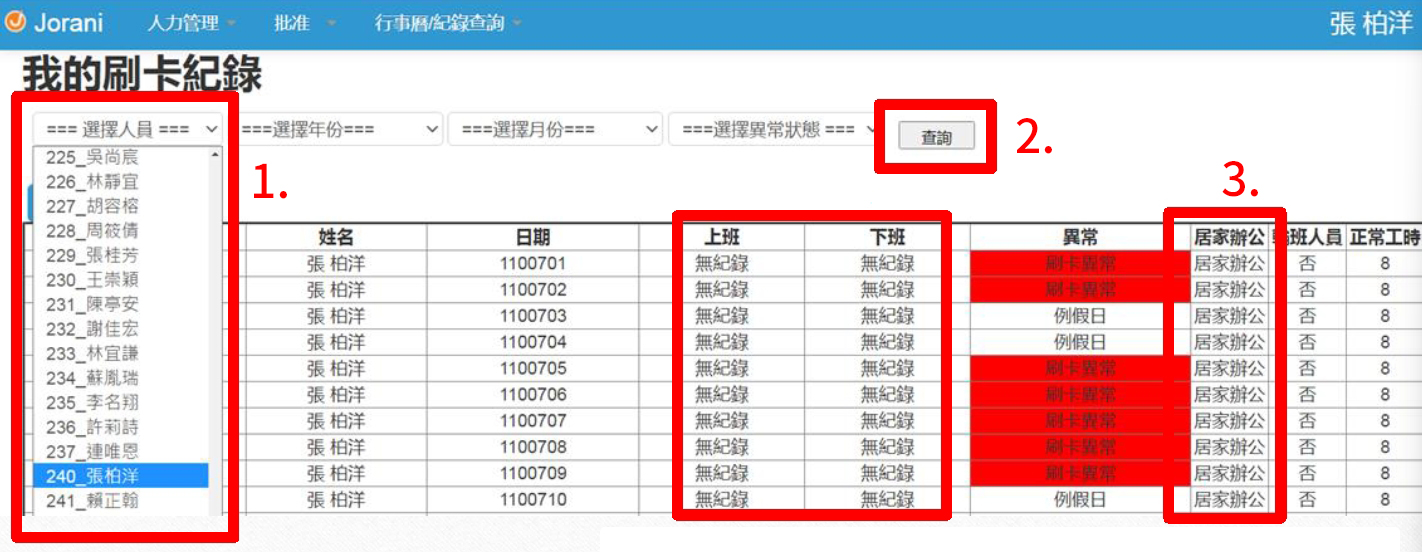 Jorani 人力管理 批准 行事曆/紀錄查詢 張 柏洋
我的刷卡紀錄
=== 選擇人員 === ===選擇年份=== ===選擇月份=== ===選擇異常狀態 === 查詢 2.
225_吳尚宸
226_林靜宜
227_胡容榕
228_周筱倩
229_張桂芳
230_王崇穎
231_陳亭安
232_謝佳宏
233_林宜謙
234_蘇胤瑞
235_李名翔
236_許莉詩
237_連唯恩
240_張柏洋
241_賴正翰
1.
3.
姓名 日期 上班 下班 異常 居家辦公 班人員 正常工時
張 柏洋 1100701 無紀錄 無紀錄 刷卡異常 居家辦公 否 8
張 柏洋 1100702 無紀錄 無紀錄 刷卡異常 居家辦公 否 8
張 柏洋 1100703 無紀錄 無紀錄 例假日 居家辦公 否 8
張 柏洋 1100704 無紀錄 無紀錄 例假日 居家辦公 否 8
張 柏洋 1100705 無紀錄 無紀錄 刷卡異常 居家辦公 否 8
張 柏洋 1100706 無紀錄 無紀錄 刷卡異常 居家辦公 否 8
張 柏洋 1100707 無紀錄 無紀錄 刷卡異常 居家辦公 否 8
張 柏洋 1100708 無紀錄 無紀錄 刷卡異常 居家辦公 否 8
張 柏洋 1100709 無紀錄 無紀錄 刷卡異常 居家辦公 否 8
張 柏洋 1100710 無紀錄 無紀錄 例假日 居家辦公 否 8